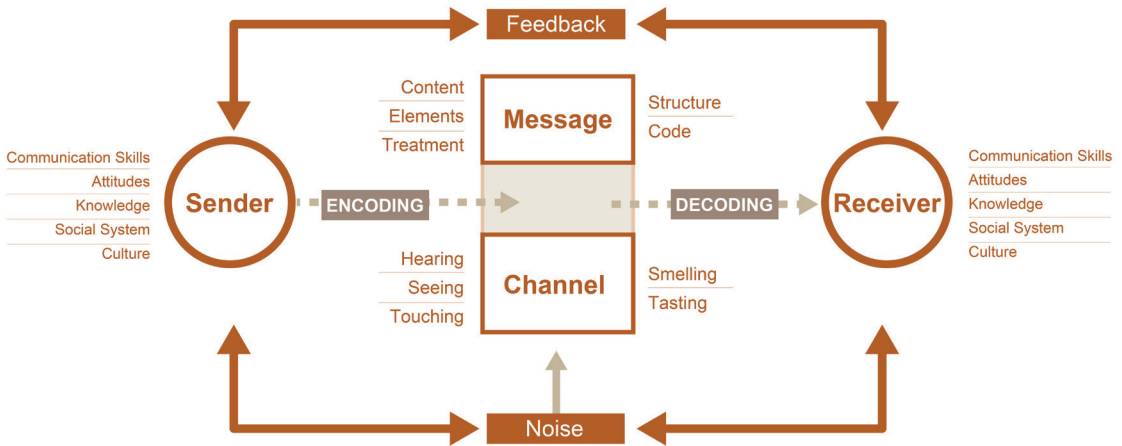 Feedback
Content
Elements
Treatment
Message
Structure
Code
Communication Skills
Attitudes
Knowledge
Social System
Culture
Sender
ENCODING
DECODING
Receiver
Communication Skills
Attitudes
Knowledge
Social System
Culture
Hearing
Seeing
Touching
Channel
Smelling
Tasting
Noise